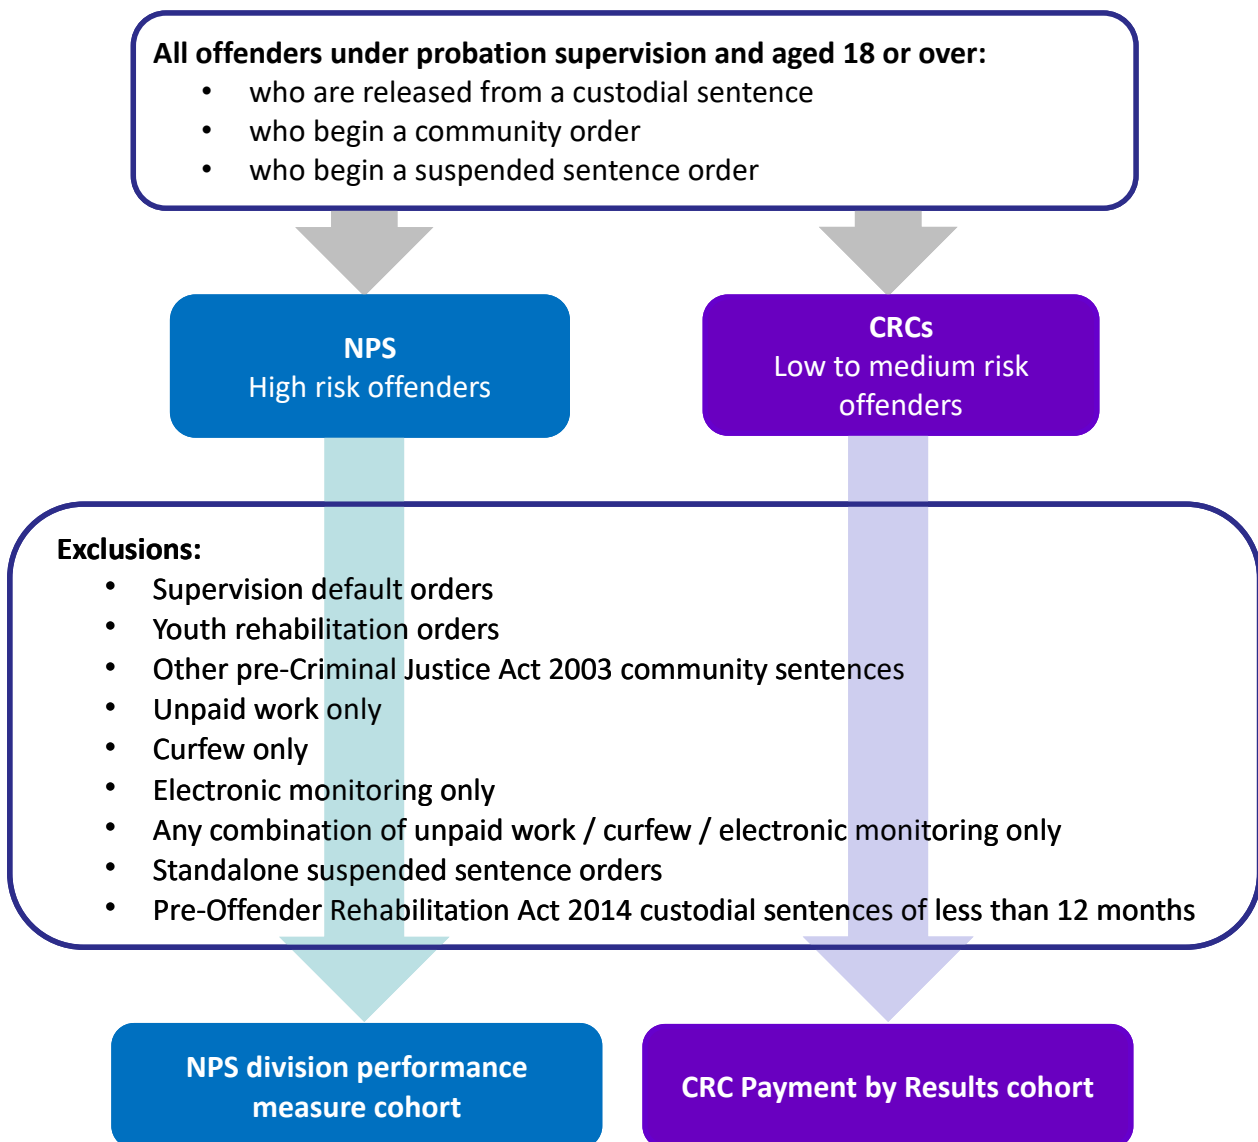 All offenders under probation supervision and aged 18 or over:
• who are released from a custodial sentence
• who begin a community order
• who begin a suspended sentence order
NPS
High risk offenders
CRCs
Low to medium risk
offenders
Exclusions:
• Supervision default orders
• Youth rehabilitation orders
• Other pre-Criminal Justice Act 2003 community sentences
• Unpaid work only
• Curfew only
• Electronic monitoring only
• Any combination of unpaid work / curfew / electronic monitoring only
• Standalone suspended sentence orders
• Pre-Offender Rehabilitation Act 2014 custodial sentences of less than 12 months
NPS division performance
measure cohort
CRC Payment by Results cohort